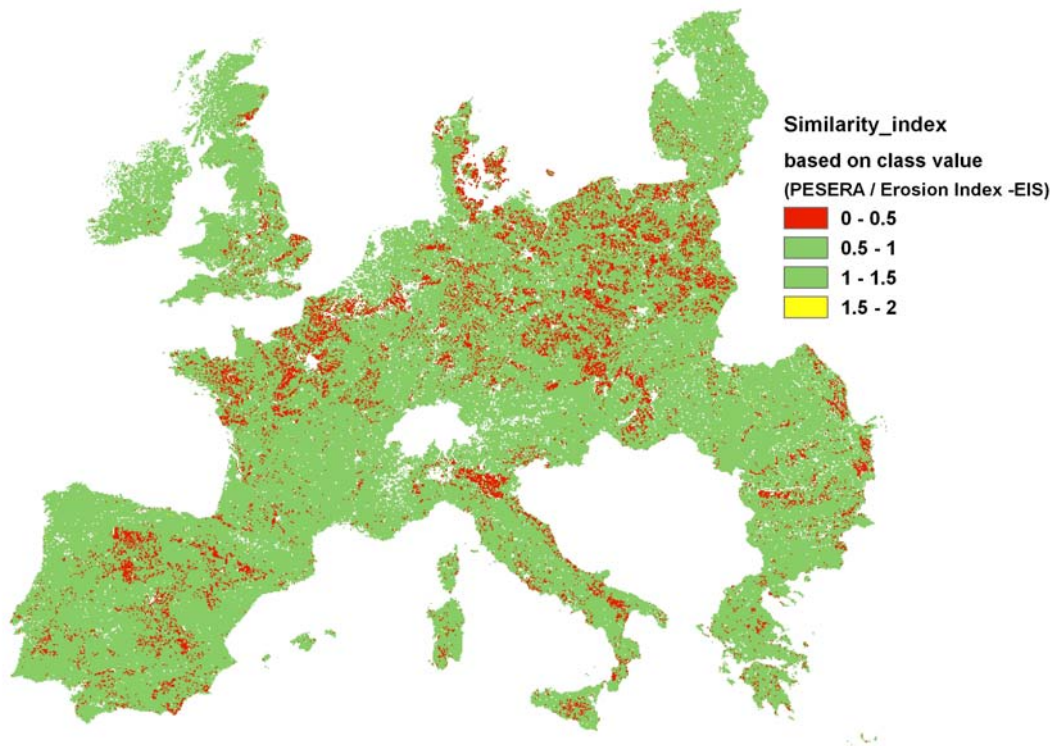 Similarity_index
based on class value
(PESERA / Erosion Index -EIS)
0 - 0.5
0.5 - 1
1 - 1.5
1.5 - 2